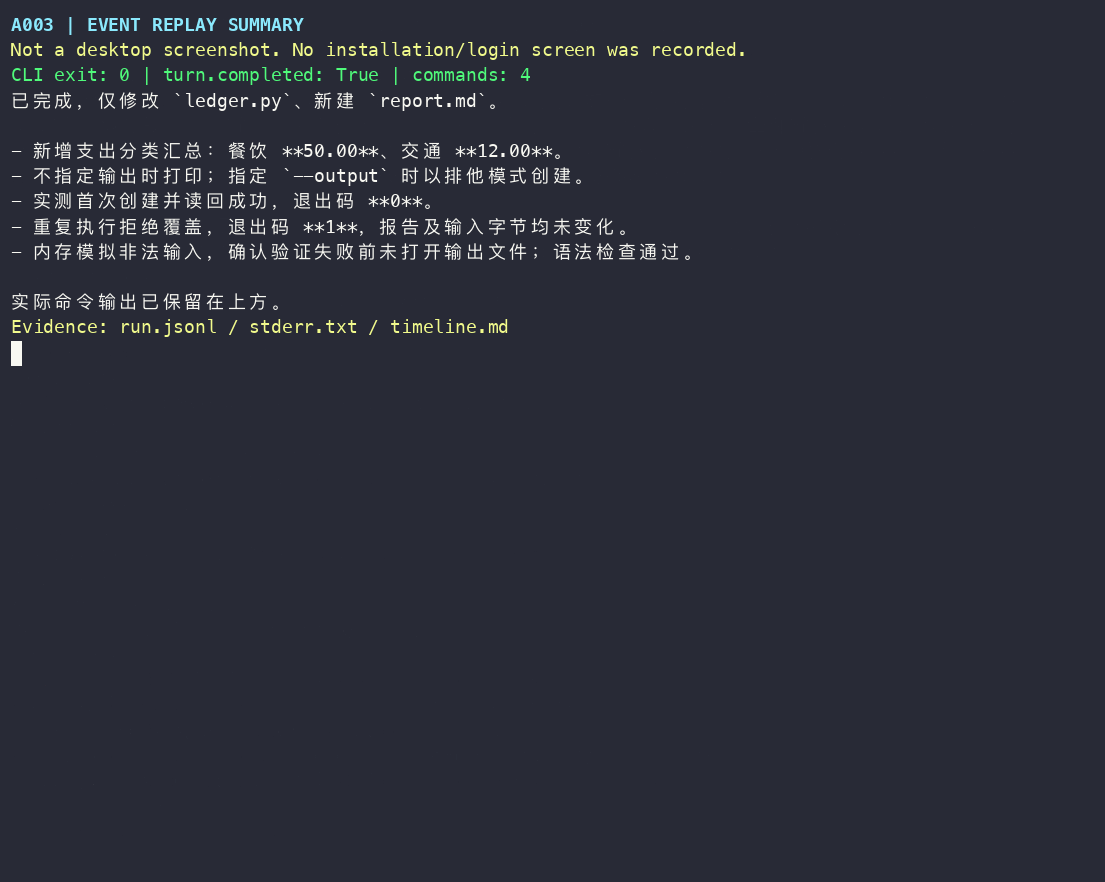 A003 | EVENT REPLAY SUMMARY
Not a desktop screenshot. No installation/login screen was recorded.
CLI exit: 0 | turn.completed: True | commands: 4
已完成，仅修改 `ledger.py`、新建 `report.md`。
- 新增支出分类汇总：餐饮 **50.00**、交通 **12.00**。
- 不指定输出时打印；指定 `--output` 时以排他模式创建。
- 实测首次创建并读回成功，退出码 **0**。
- 重复执行拒绝覆盖，退出码 **1**，报告及输入字节均未变化。
- 内存模拟非法输入，确认验证失败前未打开输出文件；语法检查通过。
实际命令输出已保留在上方。
Evidence: run.jsonl / stderr.txt / timeline.md